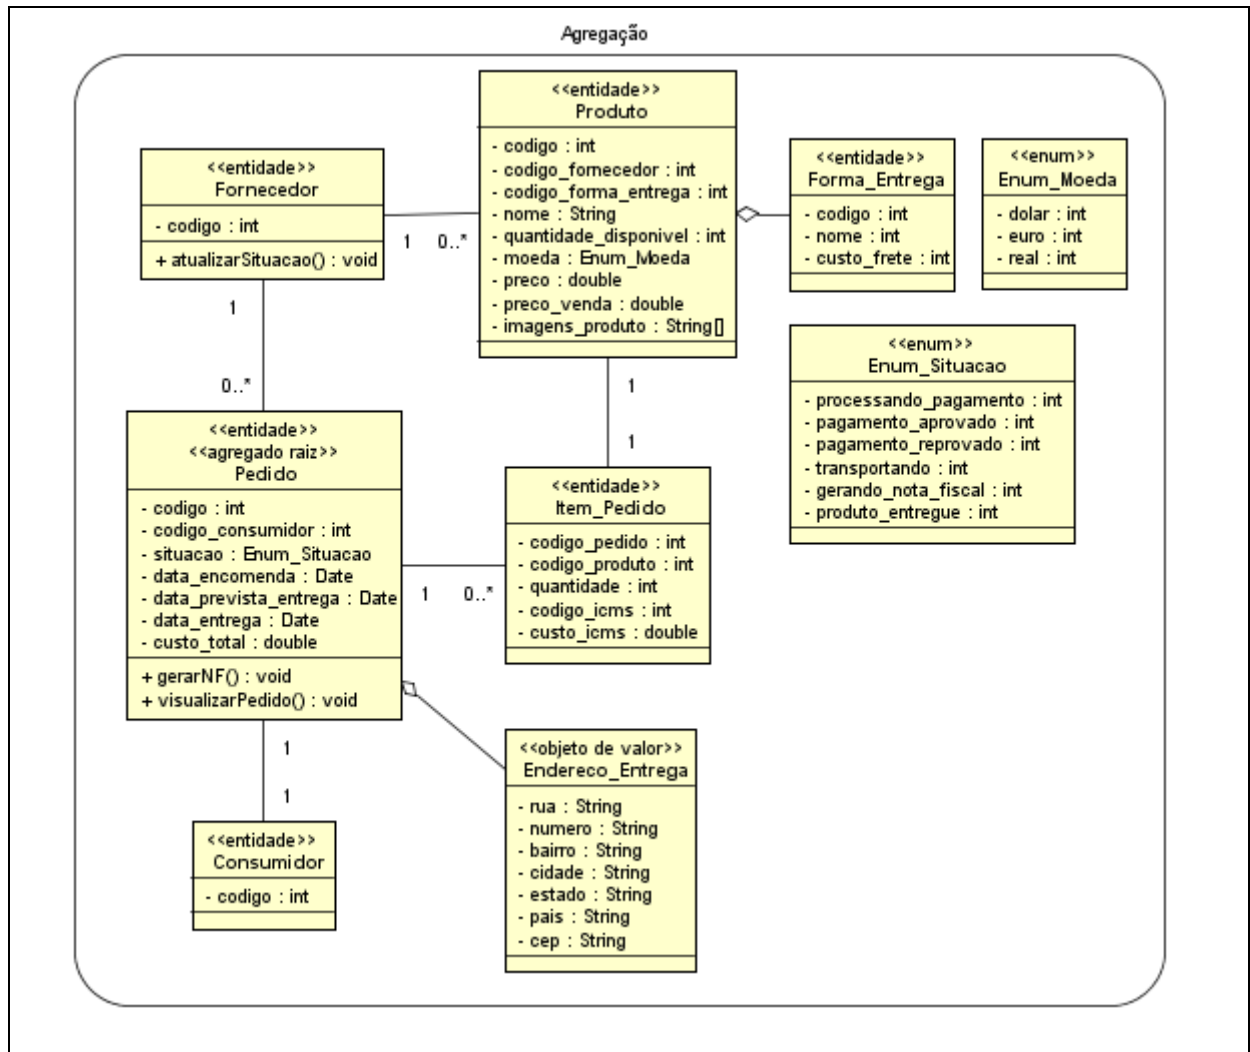 Agregação
<<entidade>>
Produto
- codigo : int
- codigo_fornecedor : int
- codigo_forma_entrega : int
- nome : String
- quantidade_disponivel : int
- moeda : Enum_Moeda
- preco : double
- preco_venda : double
- imagens_produto : String[]
<<entidade>>
Fornecedor
- codigo : int
+ atualizarSituacao() : void
1 0..*
<<entidade>>
Forma_Entrega
- codigo : int
- nome : int
- custo_frete : int
<<enum>>
Enum_Moeda
- dolar : int
- euro : int
- real : int
<<enum>>
Enum_Situacao
- processando_pagamento : int
- pagamento_aprovado : int
- pagamento_reprovado : int
- transportando : int
- gerando_nota_fiscal : int
- produto_entregue : int
1
0..*
1
1
<<entidade>>
<<agregado raiz>>
Pedido
- codigo : int
- codigo_consumidor : int
- situacao : Enum_Situacao
- data_encomenda : Date
- data_prevista_entrega : Date
- data_entrega : Date
- custo_total : double
+ gerarNF() : void
+ visualizarPedido() : void
1 0..*
<<entidade>>
Item_Pedido
- codigo_pedido : int
- codigo_produto : int
- quantidade : int
- codigo_icms : int
- custo_icms : double
1
1
<<entidade>>
Consumidor
- codigo : int
<<objeto de valor>>
Endereco_Entrega
- rua : String
- numero : String
- bairro : String
- cidade : String
- estado : String
- pais : String
- cep : String